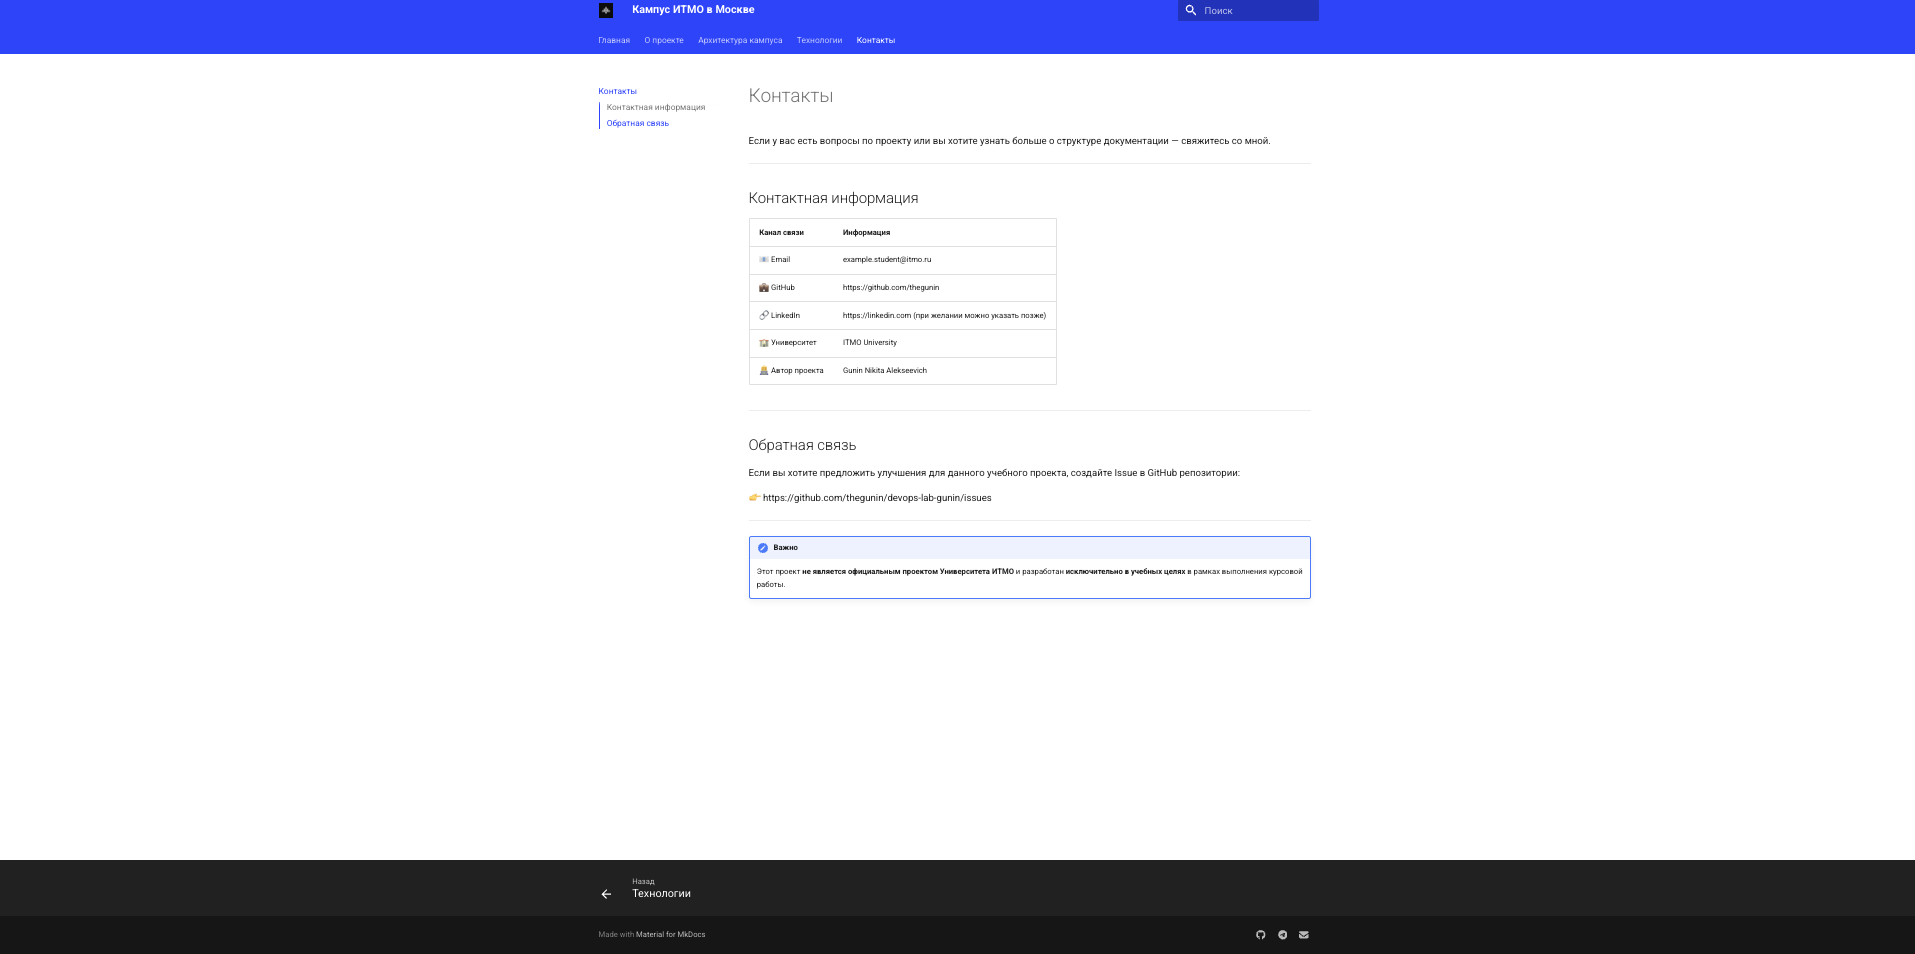 Кампус ИТМО в Москве
Поиск
Главная О проекте Архитектура кампуса Технологии Контакты
Контакты
Контактная информация
Обратная связь
Контакты
Если у вас есть вопросы по проекту или вы хотите узнать больше о структуре документации — свяжитесь со мной.
Контактная информация
Канал связи Информация
📧 Email example.student@itmo.ru
💼 GitHub https://github.com/thegunin
🔗 LinkedIn https://linkedin.com (при желании можно указать позже)
🏫 Университет ITMO University
👨‍💻 Автор проекта Gunin Nikita Alekseevich
Обратная связь
Если вы хотите предложить улучшения для данного учебного проекта, создайте Issue в GitHub репозитории:
👉 https://github.com/thegunin/devops-lab-gunin/issues
Важно
Этот проект не является официальным проектом Университета ИТМО и разработан исключительно в учебных целях в рамках выполнения курсовой
работы.
Назад
Технологии
Made with Material for MkDocs